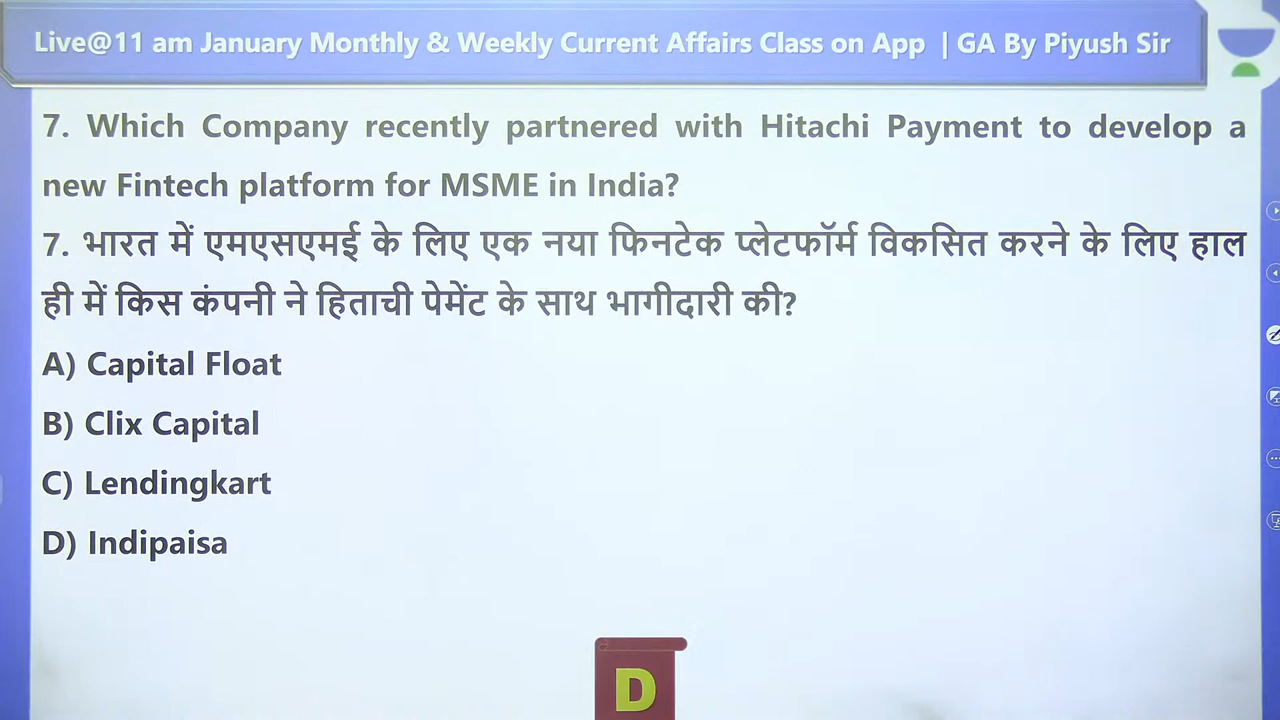 Live@11 am January Monthly & Weekly Current Affairs Class on App | GA By Piyush Sir
7. Which Company recently partnered with Hitachi Payment to develop a
new Fintech platform for MSME in India?
7. भारत में एमएसएमई के लिए एक नया फिनटेक प्लेटफॉर्म विकसित करने के लिए हाल
ही में किस कंपनी ने हिताची पेमेंट के साथ भागीदारी की?
A) Capital Float
B) Clix Capital
C) Lendingkart
D) Indipaisa
D